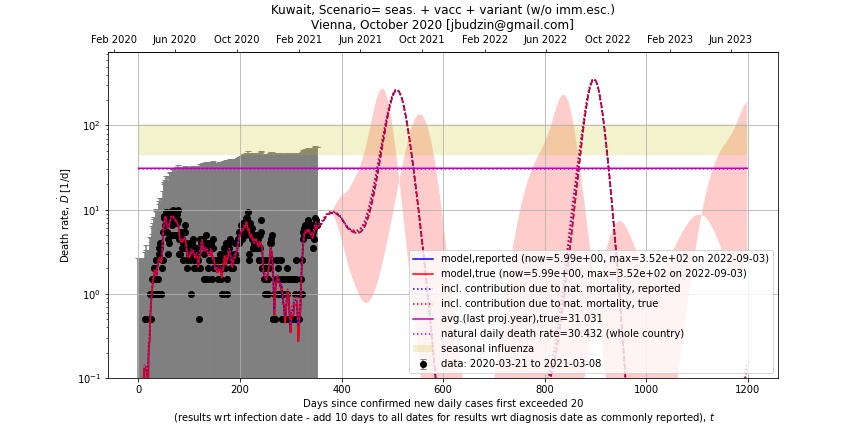 Kuwait, Scenario= seas. + vacc + variant (w/o imm.esc.)
Vienna, October 2020 [jbudzin@gmail.com]
Feb 2020 Jun 2020 Oct 2020 Feb 2021 Jun 2021 Oct 2021 Feb 2022 Jun 2022 Oct 2022 Feb 2023 Jun 2023
Death rate, Ḋ [1/d]
10² 
10¹
10⁰
10⁻¹
model,reported (now=5.99e+00, max=3.52e+02 on 2022-09-03)
model,true (now=5.99e+00, max=3.52e+02 on 2022-09-03)
incl. contribution due to nat. mortality, reported
incl. contribution due to nat. mortality, true
avg.(last proj.year),true=31.031
natural daily death rate=30.432 (whole country)
seasonal influenza
data: 2020-03-21 to 2021-03-08
0 200 400 600 800 1000 1200
Days since confirmed new daily cases first exceeded 20
(results wrt infection date - add 10 days to all dates for results wrt diagnosis date as commonly reported), t